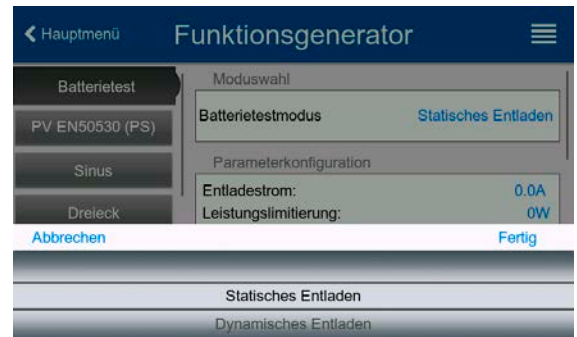 Hauptmenü
Funktionsgenerator
Batterietest
PV EN50530 (PS)
Sinus
Dreieck
Moduswahl
Batterietestmodus Statisches Entladen
Parameterkonfiguration
Entladestrom: 0.0A
Leistungslimitierung: 0W
Abbrechen Fertig
Statisches Entladen
Dynamisches Entladen